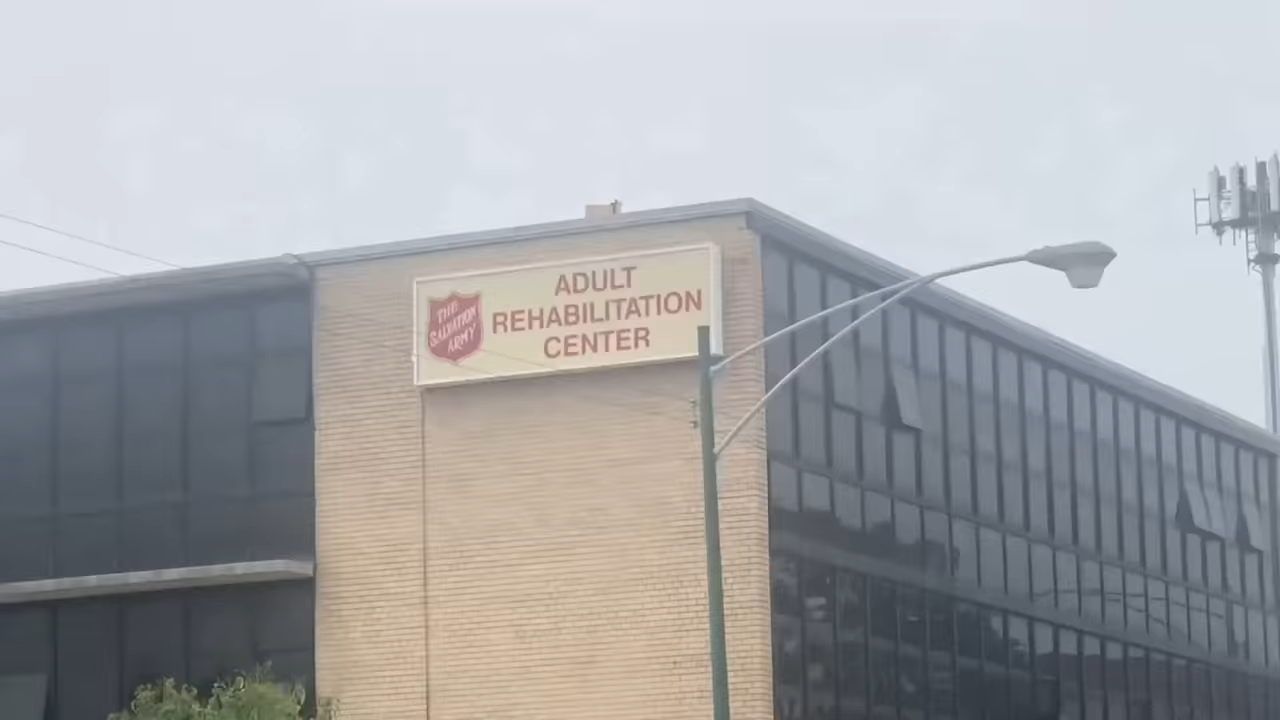 THE
SALVATION
ARMY
ADULT
REHABILITATION
CENTER